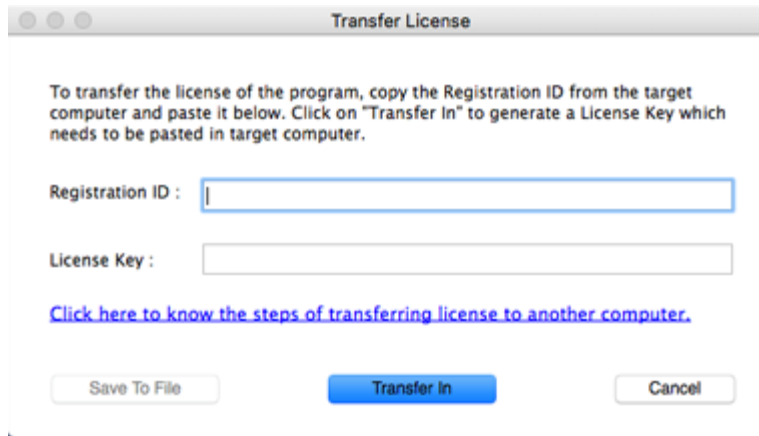 Transfer License
To transfer the license of the program, copy the Registration ID from the target
computer and paste it below. Click on "Transfer In" to generate a License Key which
needs to be pasted in target computer.
Registration ID :
License Key :
Click here to know the steps of transferring license to another computer.
Save To File
Transfer In
Cancel